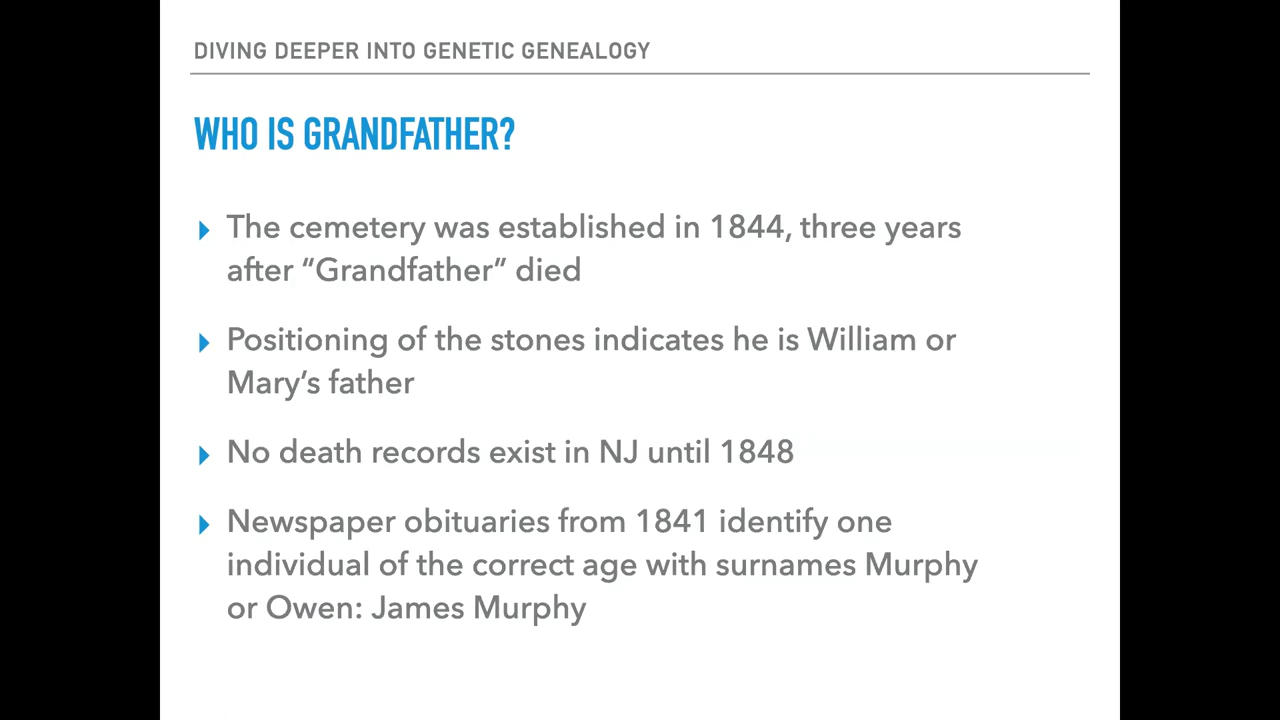 DIVING DEEPER INTO GENETIC GENEALOGY
WHO IS GRANDFATHER?
The cemetery was established in 1844, three years
after “Grandfather” died
Positioning of the stones indicates he is William or
Mary’s father
No death records exist in NJ until 1848
Newspaper obituaries from 1841 identify one
individual of the correct age with surnames Murphy
or Owen: James Murphy